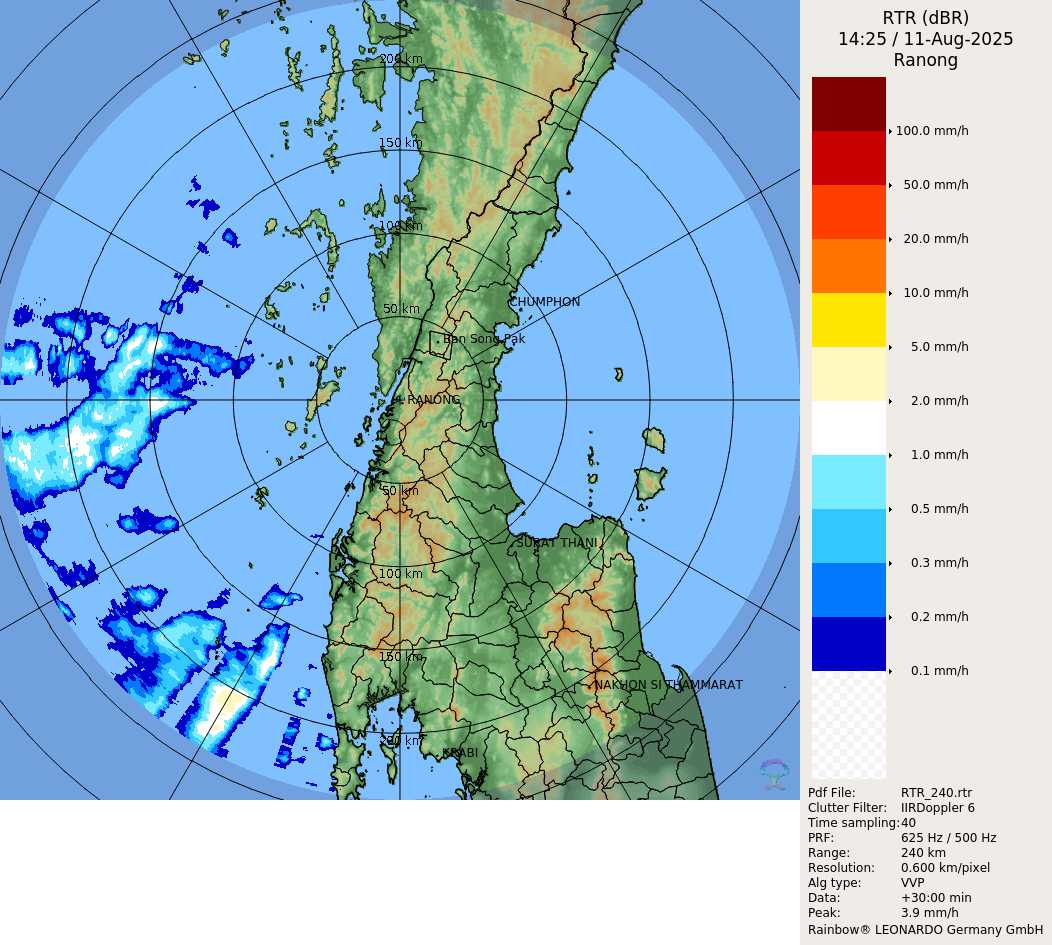 RTR (dBR)
14:25 / 11-Aug-2025
Ranong
200 km
150 km
100 km
50 km
CHUMPHON
Ban Song Pak
RANONG
50 km
SURAT THANI
100 km
150 km
NAKHON SI THAMMARAT
200 km
KRABI
100.0 mm/h
50.0 mm/h
20.0 mm/h
10.0 mm/h
5.0 mm/h
2.0 mm/h
1.0 mm/h
0.5 mm/h
0.3 mm/h
0.2 mm/h
0.1 mm/h
Pdf File: RTR_240.rtr
Clutter Filter: IIRDoppler 6
Time sampling:40
PRF: 625 Hz / 500 Hz
Range: 240 km
Resolution: 0.600 km/pixel
Alg type: VVP
Data: +30:00 min
Peak: 3.9 mm/h
Rainbow® LEONARDO Germany GmbH